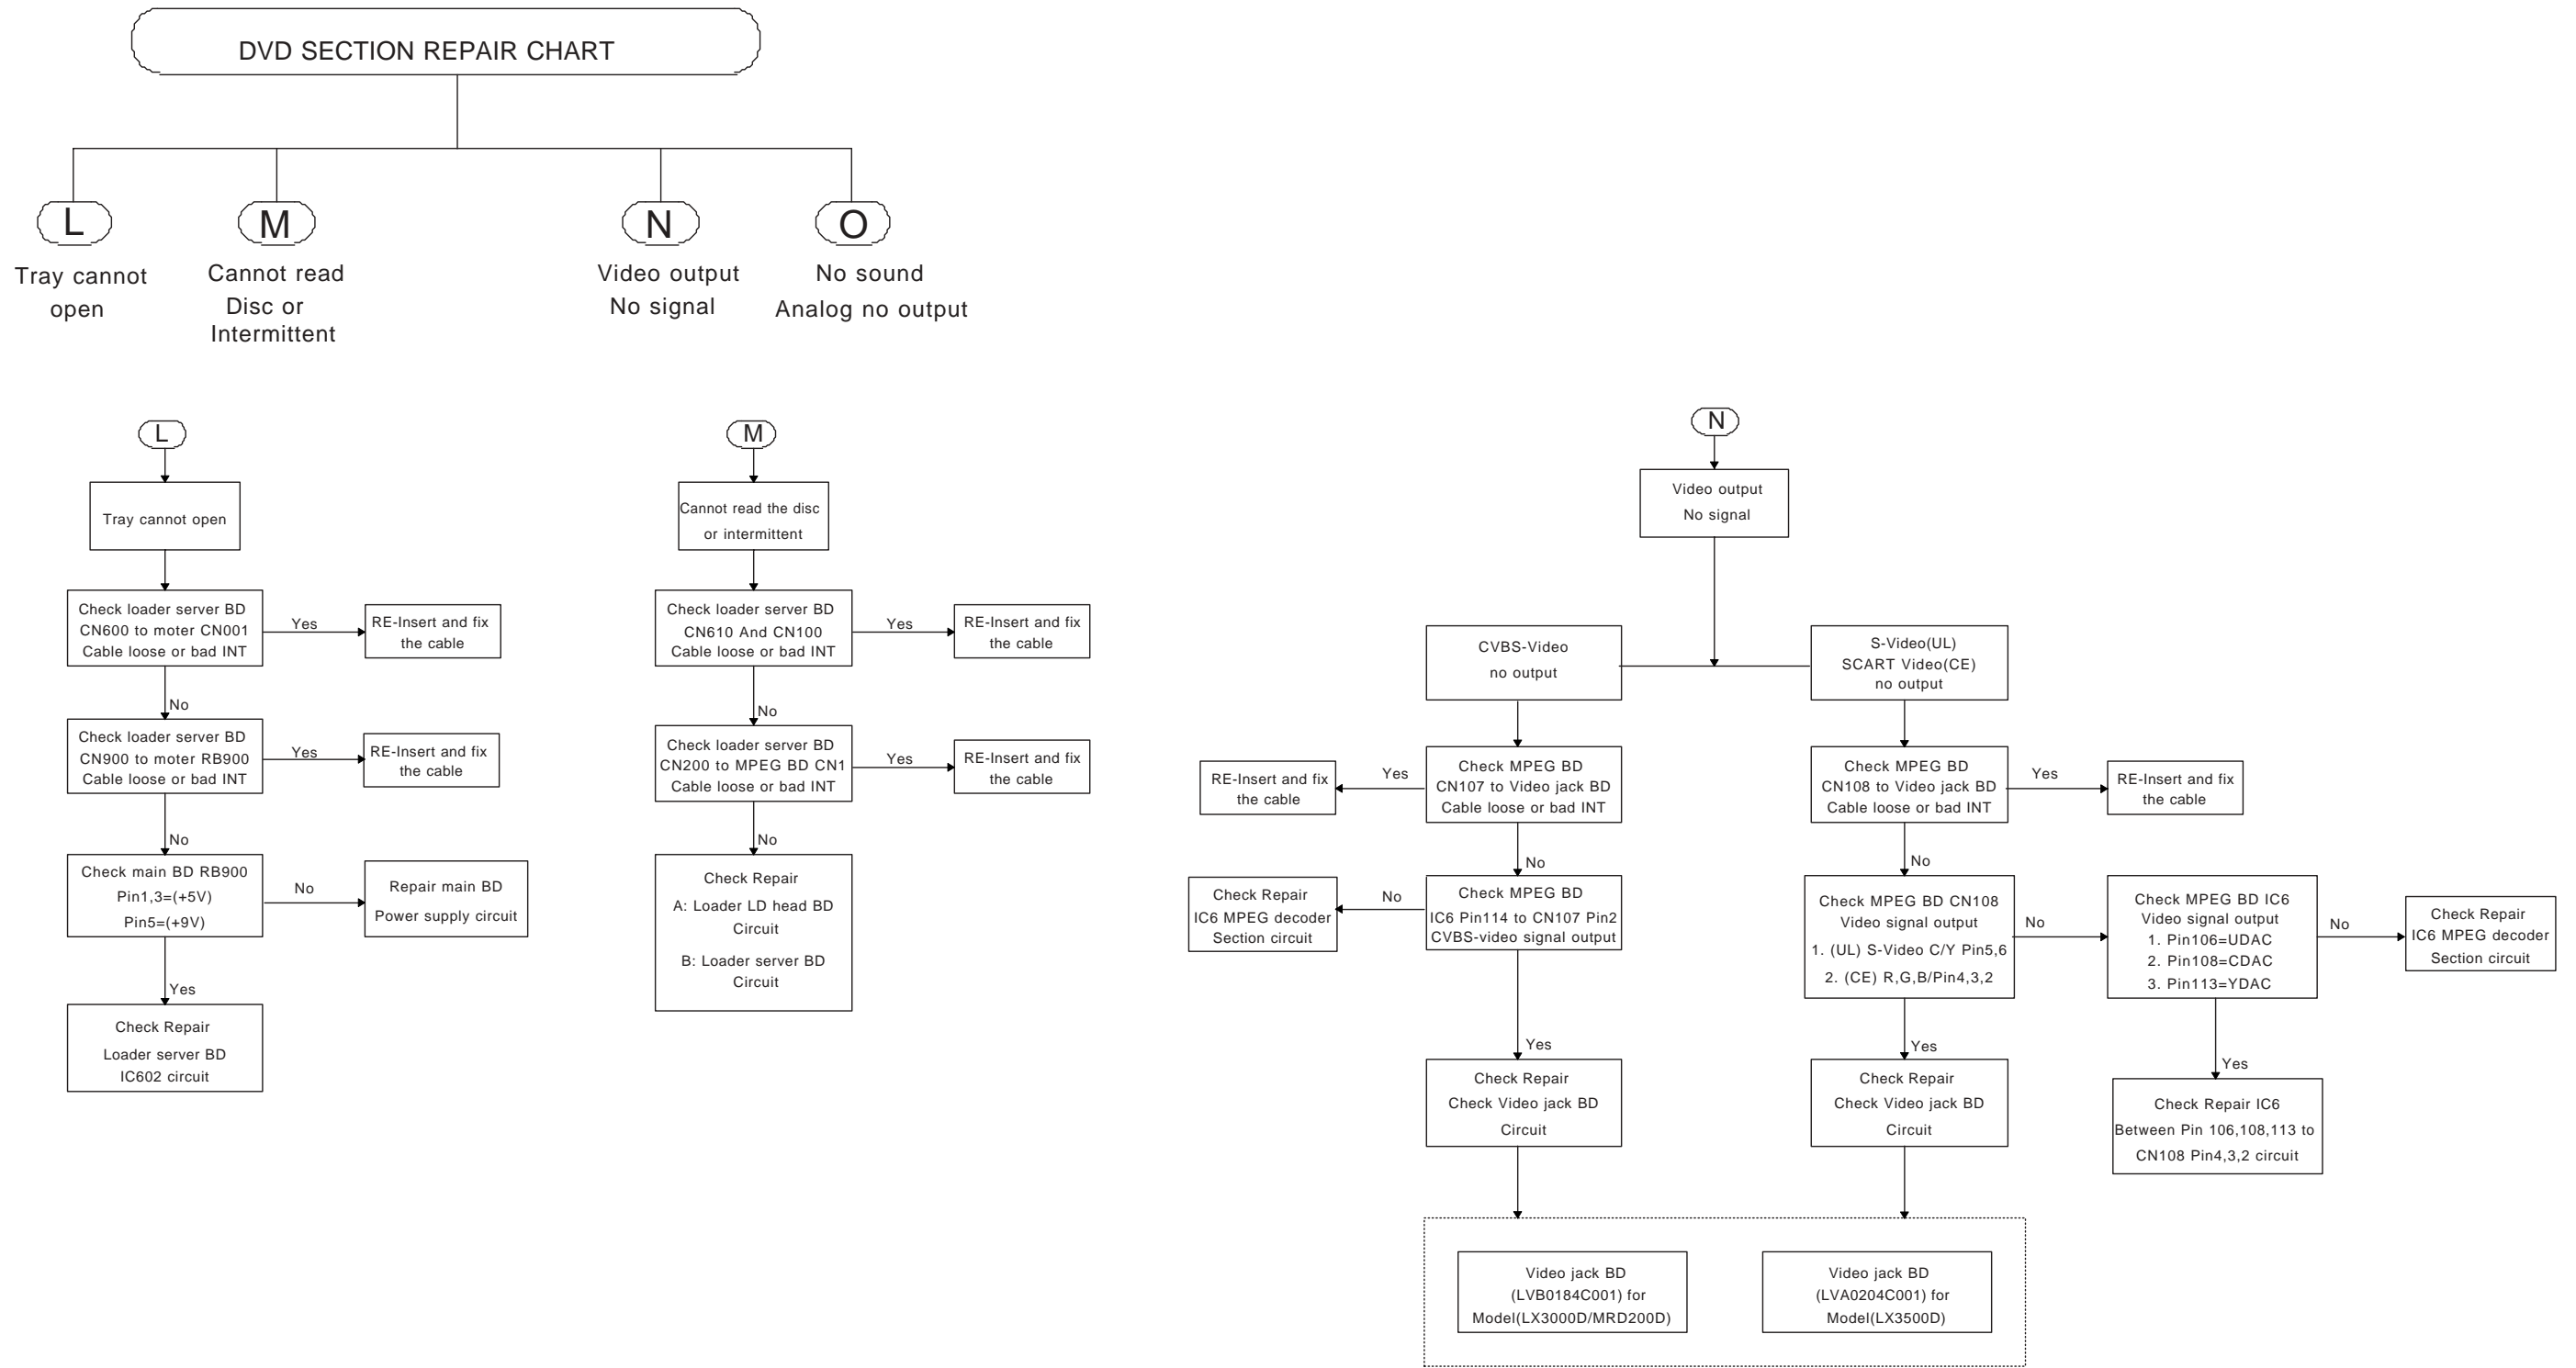 DVD SECTION REPAIR CHART
L
Tray cannot
open
M
Cannot read
Disc or
Intermittent
N
Video output
No signal
O
No sound
Analog no output
L
Tray cannot open
Check loader server BD
CN600 to moter CN001
Cable loose or bad INT
Yes
RE-Insert and fix
the cable
No
Check loader server BD
CN900 to moter RB900
Cable loose or bad INT
Yes
RE-Insert and fix
the cable
No
Check main BD RB900
Pin1,3=(+5V)
Pin5=(+9V)
No
Repair main BD
Power supply circuit
Yes
Check Repair
Loader server BD
IC602 circuit
M
Cannot read the disc
or intermittent
Check loader server BD
CN610 And CN100
Cable loose or bad INT
Yes
RE-Insert and fix
the cable
No
Check loader server BD
CN200 to MPEG BD CN1
Cable loose or bad INT
Yes
RE-Insert and fix
the cable
No
Check Repair
A: Loader LD head BD
Circuit
B: Loader server BD
Circuit
N
Video output
No signal
CVBS-Video
no output
Check MPEG BD
CN107 to Video jack BD
Cable loose or bad INT
Yes
RE-Insert and fix
the cable
No
Check MPEG BD
IC6 Pin114 to CN107 Pin2
CVBS-video signal output
No
Check Repair
IC6 MPEG decoder
Section circuit
Yes
Check Repair
Check Video jack BD
Circuit
S-Video(UL)
SCART Video(CE)
no output
Check MPEG BD
CN108 to Video jack BD
Cable loose or bad INT
Yes
RE-Insert and fix
the cable
No
Check MPEG BD CN108
Video signal output
1. (UL) S-Video C/Y Pin5,6
2. (CE) R,G,B/Pin4,3,2
No
Check MPEG BD IC6
Video signal output
1. Pin106=UDAC
2. Pin108=CDAC
3. Pin113=YDAC
No
Check Repair
IC6 MPEG decoder
Section circuit
Yes
Check Repair IC6
Between Pin 106,108,113 to
CN108 Pin4,3,2 circuit
Yes
Check Repair
Check Video jack BD
Circuit
Video jack BD
(LVB0184C001) for
Model(LX3000D/MRD200D)
Video jack BD
(LVA0204C001) for
Model(LX3500D)